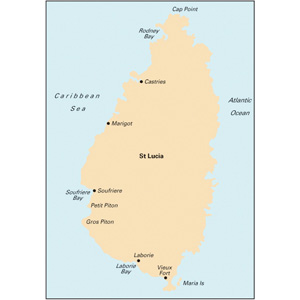 Cap Point
Rodney
Bay
Castries
Caribbean
Sea
Atlantic
Ocean
Marigot
St Lucia
Soufriere
Bay
Soufriere
Petit Piton
Gros Piton
Laborie
Laborie
Bay
Vieux
Fort
Maria Is